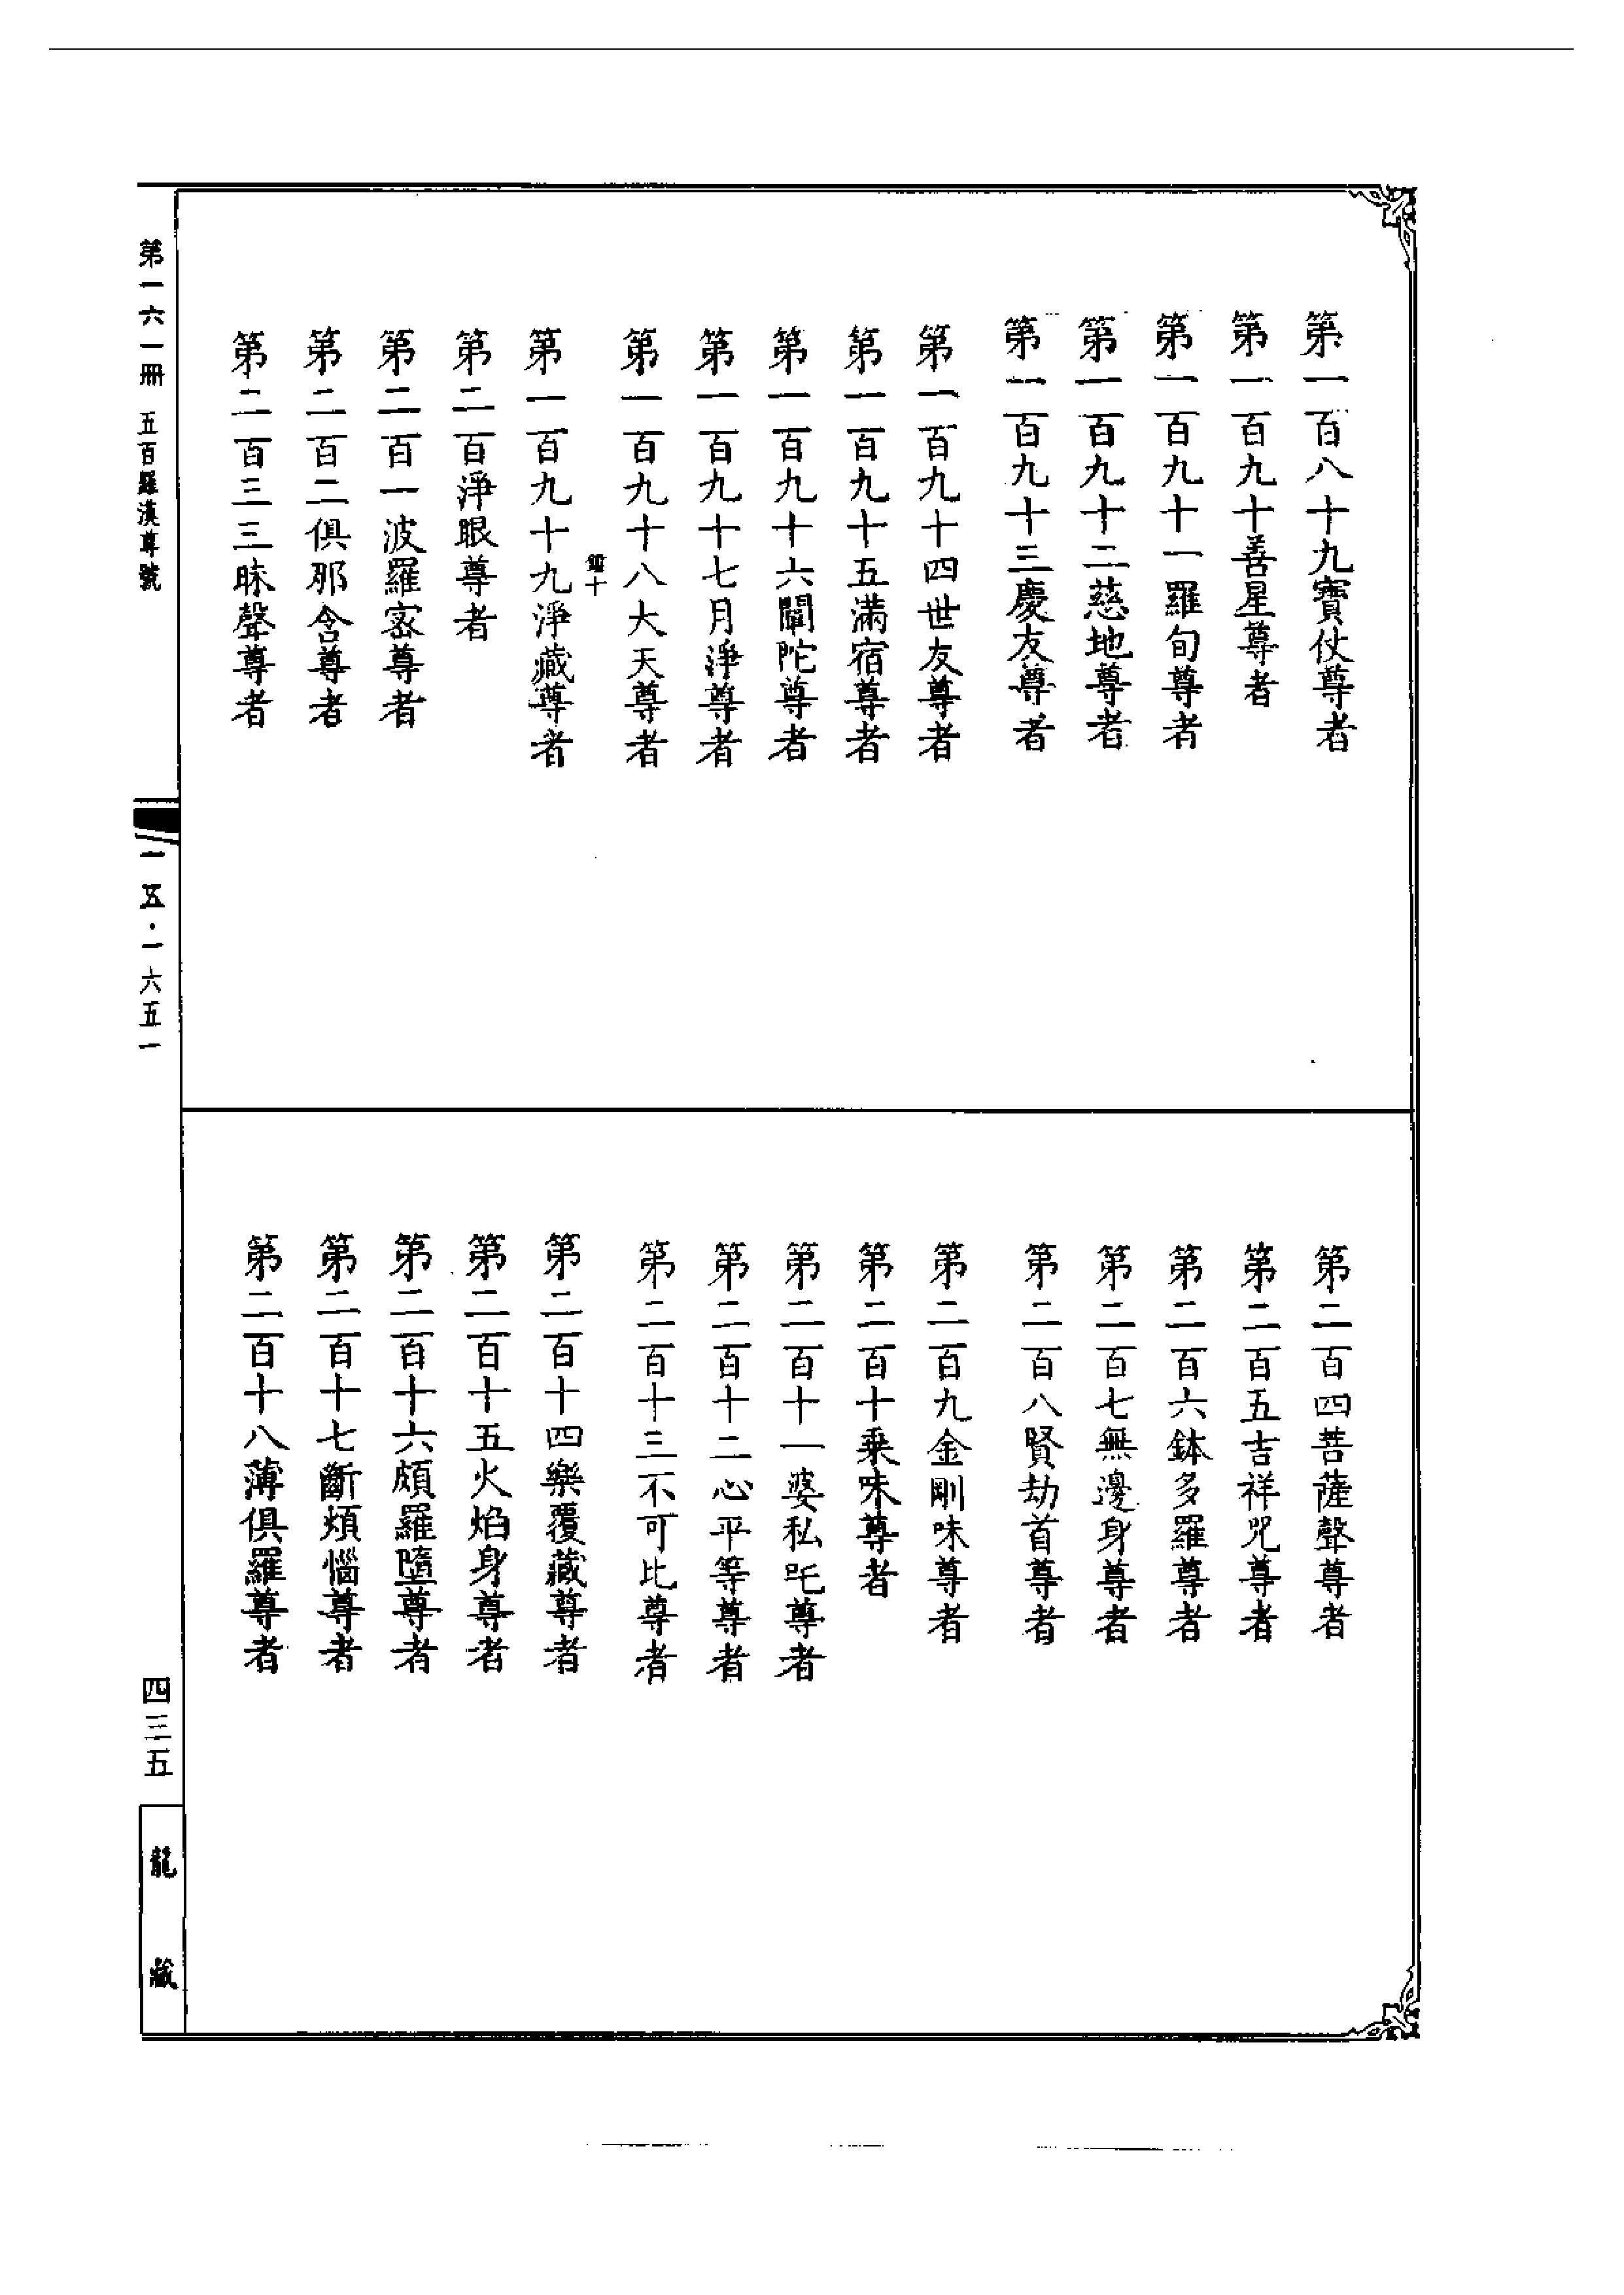 第一百八十九寶仗尊者
第一百九十善星尊者
第一百九十一羅旬尊者
第一百九十二慈地尊者
第一百九十三慶友尊者
第一百九十四世友尊者
第一百九十五滿宿尊者
第一百九十六闡陀尊者
第一百九十七月淨尊者
第一百九十八大天尊者
第一百九十九淨藏尊者
第二百淨眼尊者
第二百一波羅密尊者
第二百二俱那含尊者
第二百三三昧聲尊者
第二百四菩薩聲尊者
第二百五吉祥咒尊者
第二百六鉢多羅尊者
第二百七無邊身尊者
第二百八賢劫首尊者
第二百九金剛味尊者
第二百十乘味尊者
第二百十一婆私吒尊者
第二百十二心平等尊者
第二百十三不可比尊者
第二百十四樂覆藏尊者
第二百十五火焰身尊者
第二百十六頗羅墮尊者
第二百十七斷煩惱尊者
第二百十八薄俱羅尊者
第一六一冊 五百羅漢尊號
一五·一六五一
四三五
龍藏